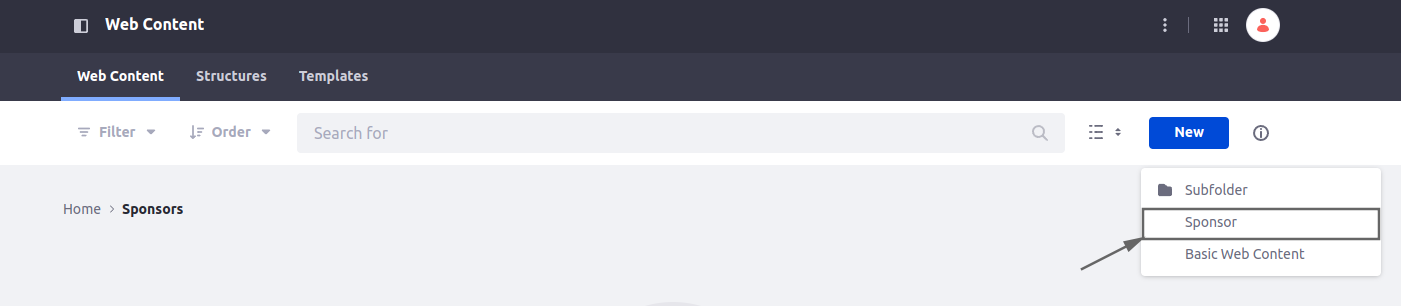 Web Content
Web Content Structures Templates
Filter Order Search for New
Subfolder
Home Sponsors
Sponsor
Basic Web Content